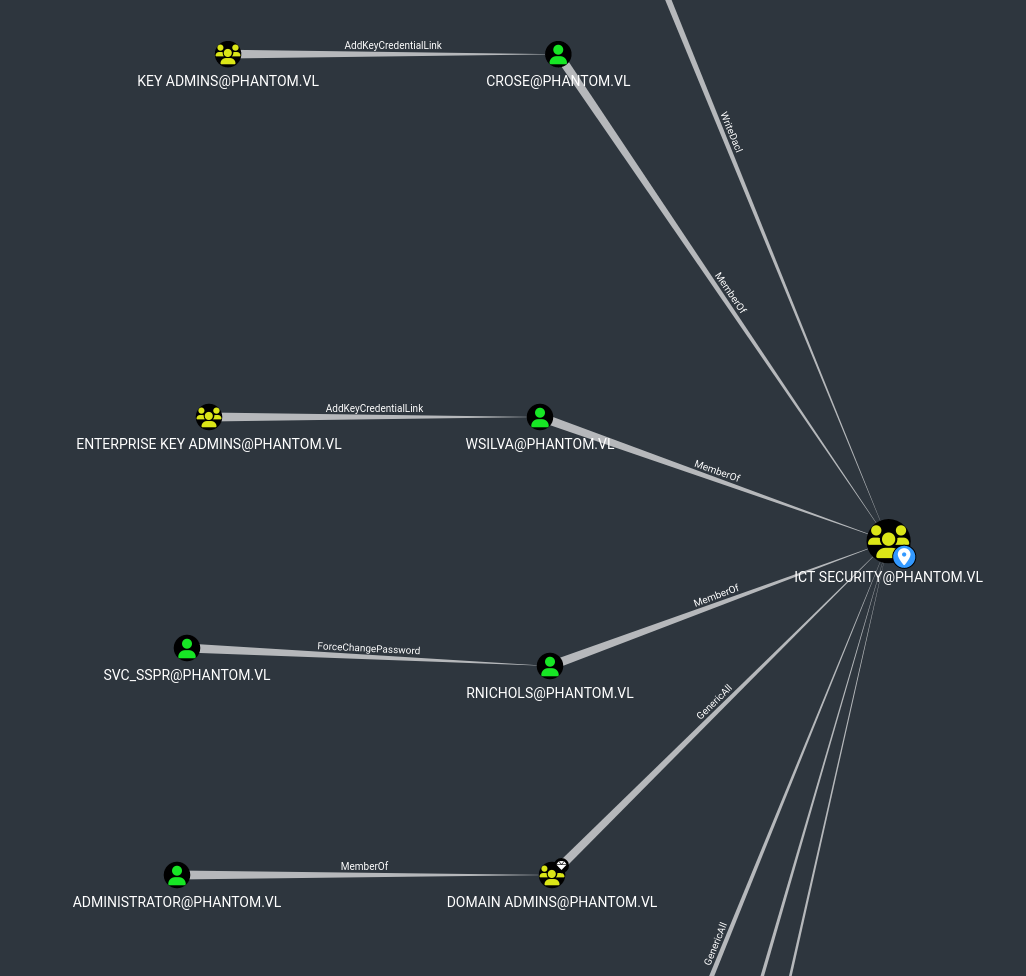 AddKeyCredentialLink
KEY ADMINS@PHANTOM.VL
CROSE@PHANTOM.VL
WriteDacl
MemberOf
AddKeyCredentialLink
ENTERPRISE KEY ADMINS@PHANTOM.VL
WSILVA@PHANTOM.VL
MemberOf
ICT SECURITY@PHANTOM.VL
MemberOf
ForceChangePassword
SVC_SSPR@PHANTOM.VL
RNICHOLS@PHANTOM.VL
GenericAll
MemberOf
ADMINISTRATOR@PHANTOM.VL
DOMAIN ADMINS@PHANTOM.VL
GenericAll